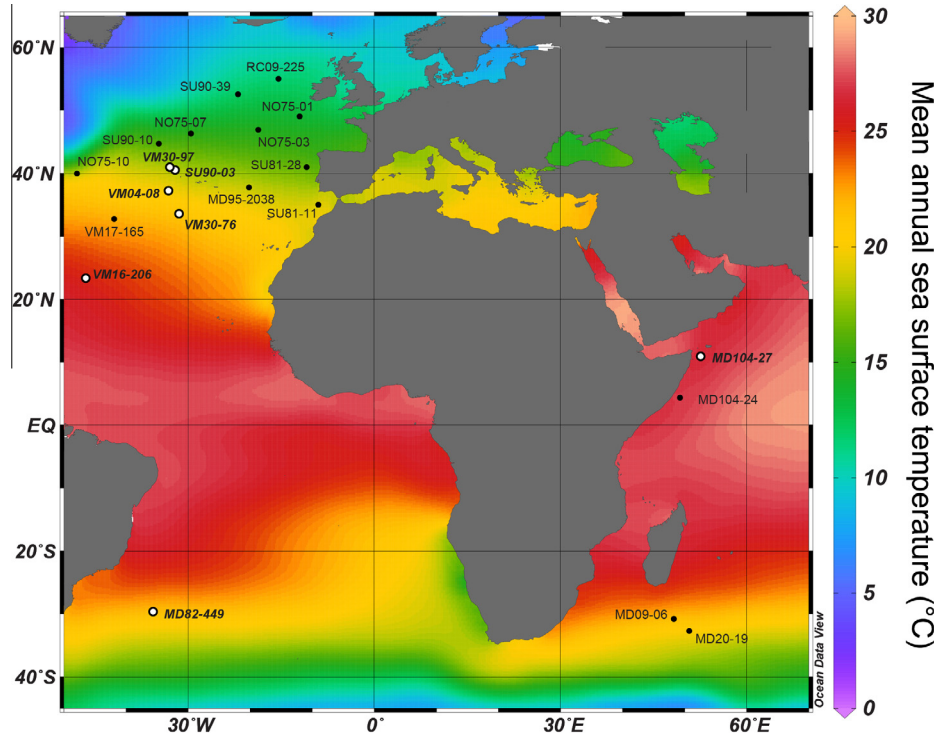 60°N
40°N
20°N
EQ
20°S
40°S
30°W
0°
30°E
60°E
RC09-225
SU90-39
NO75-01
NO75-07
SU90-10
NO75-03
VM30-97
NO75-10
SU90-03
SU81-28
VM04-08
MD95-2038
SU81-11
VM30-76
VM17-165
VM16-206
MD104-27
MD104-24
MD82-449
MD09-06
MD20-19
Ocean Data View
30
25
20
15
10
5
0
Mean annual sea surface temperature (°C)